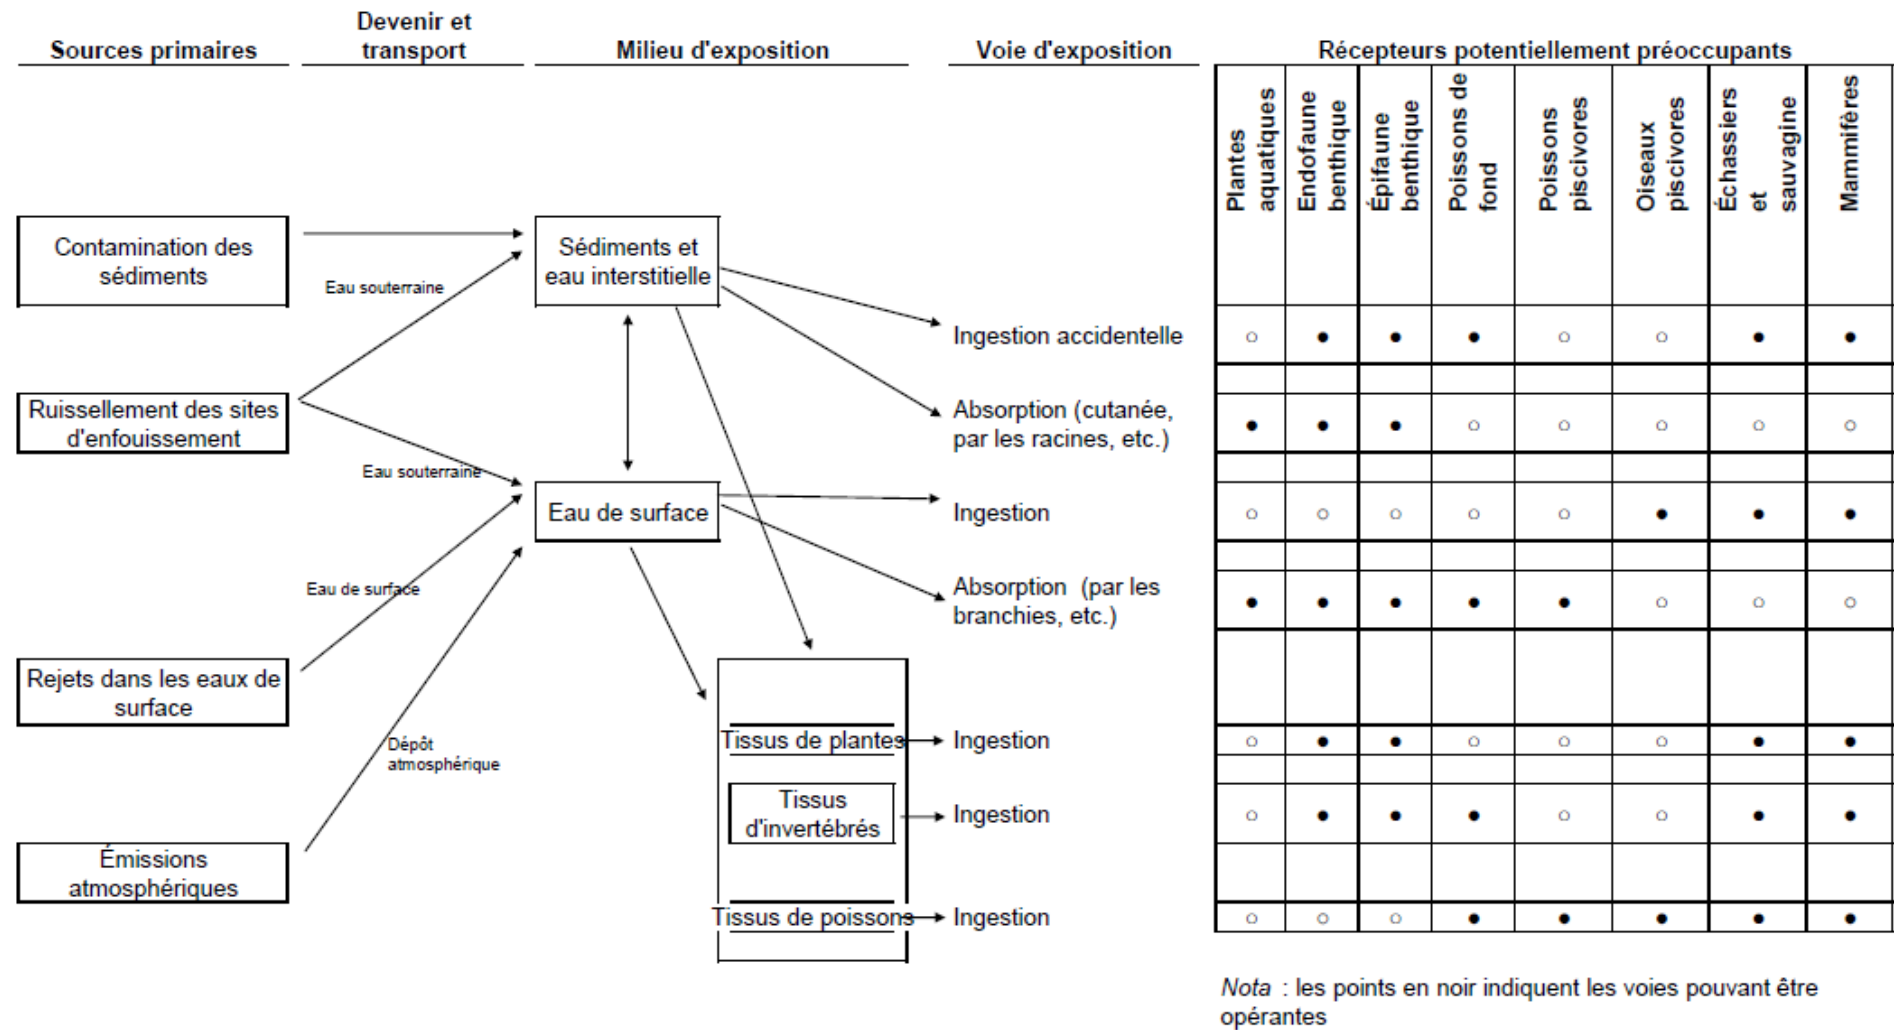 Sources primaires
Devenir et
transport
Milieu d'exposition
Voie d'exposition
Récepteurs potentiellement préoccupants
Plantes
aquatiques
Endofaune
benthique
Épifaune
benthique
Poissons de
fond
Poissons
piscivores
Oiseaux
piscivores
Échassiers
et
sauvagine
Mammifères
Contamination des
sédiments
Eau souterraine
Sédiments et
eau interstitielle
Ingestion accidentelle
○ ● ● ● ○ ○ ● ●
Ruissellement des sites
d'enfouissement
Absorption (cutanée,
par les racines, etc.)
● ● ● ○ ○ ○ ○ ○
Eau souterraine
Eau de surface
Ingestion
○ ○ ○ ○ ○ ● ● ●
Eau de surface
Absorption (par les
branchies, etc.)
● ● ● ● ● ○ ○ ○
Rejets dans les eaux de
surface
Dépôt
atmosphérique
Tissus de plantes
Ingestion
○ ● ● ○ ○ ○ ● ●
Tissus
d'invertébrés
Ingestion
○ ● ● ● ○ ○ ● ●
Émissions
atmosphériques
Tissus de poissons
Ingestion
○ ○ ○ ● ● ● ● ●
Nota : les points en noir indiquent les voies pouvant être
opérantes